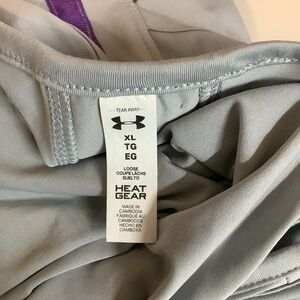 TEAR AWAY
XL
TG
EG
LOOSE
COUPE LÂCHE
SUELTO
HEAT
GEAR
MADE IN
CAMBODIA
FABRIQUÉ AU
CAMBODGE
HECHO EN
CAMBOYA